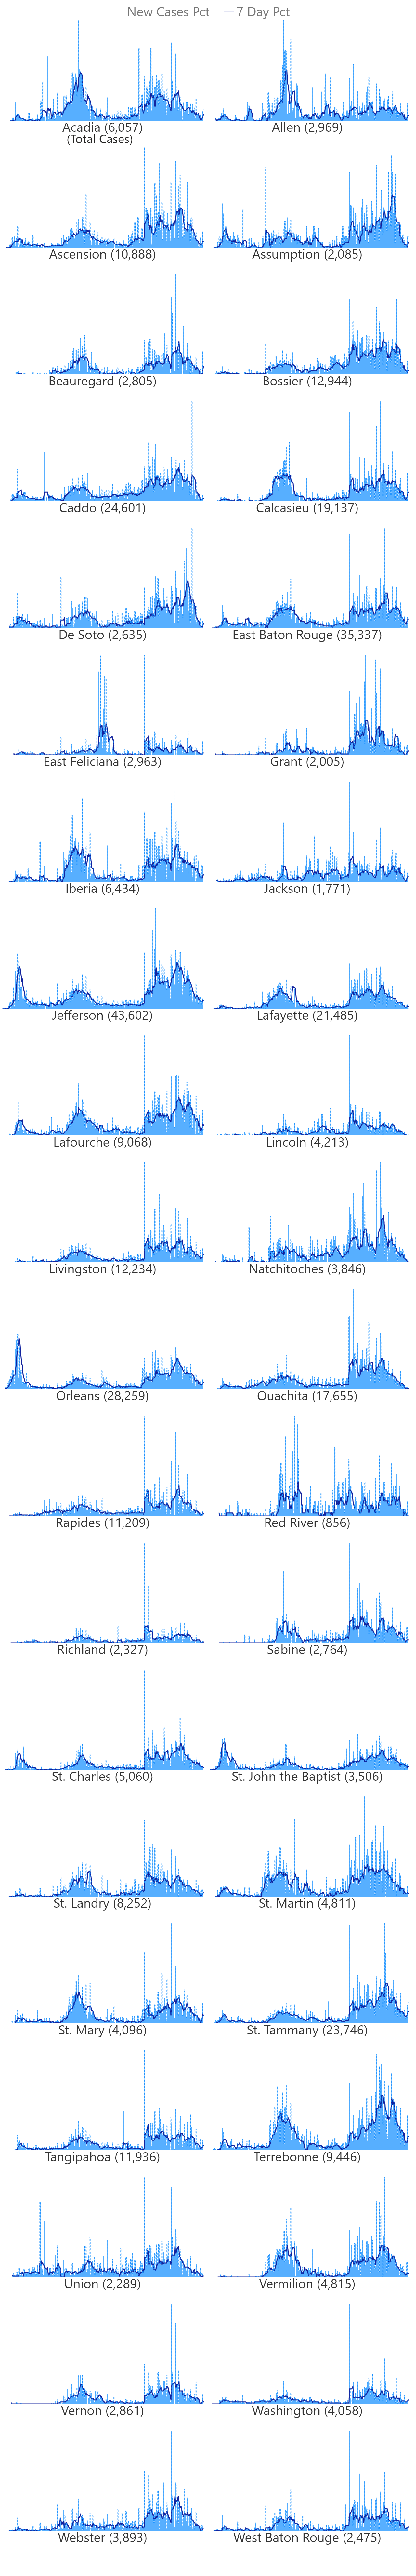 New Cases Pct 7 Day Pct
Acadia (6,057) Allen (2,969)
(Total Cases)
Ascension (10,888) Assumption (2,085)
Beauregard (2,805) Bossier (12,944)
Caddo (24,601) Calcasieu (19,137)
De Soto (2,635) East Baton Rouge (35,337)
East Feliciana (2,963) Grant (2,005)
Iberia (6,434) Jackson (1,771)
Jefferson (43,602) Lafayette (21,485)
Lafourche (9,068) Lincoln (4,213)
Livingston (12,234) Natchitoches (3,846)
Orleans (28,259) Ouachita (17,655)
Rapides (11,209) Red River (856)
Richland (2,327) Sabine (2,764)
St. Charles (5,060) St. John the Baptist (3,506)
St. Landry (8,252) St. Martin (4,811)
St. Mary (4,096) St. Tammany (23,746)
Tangipahoa (11,936) Terrebonne (9,446)
Union (2,289) Vermilion (4,815)
Vernon (2,861) Washington (4,058)
Webster (3,893) West Baton Rouge (2,475)